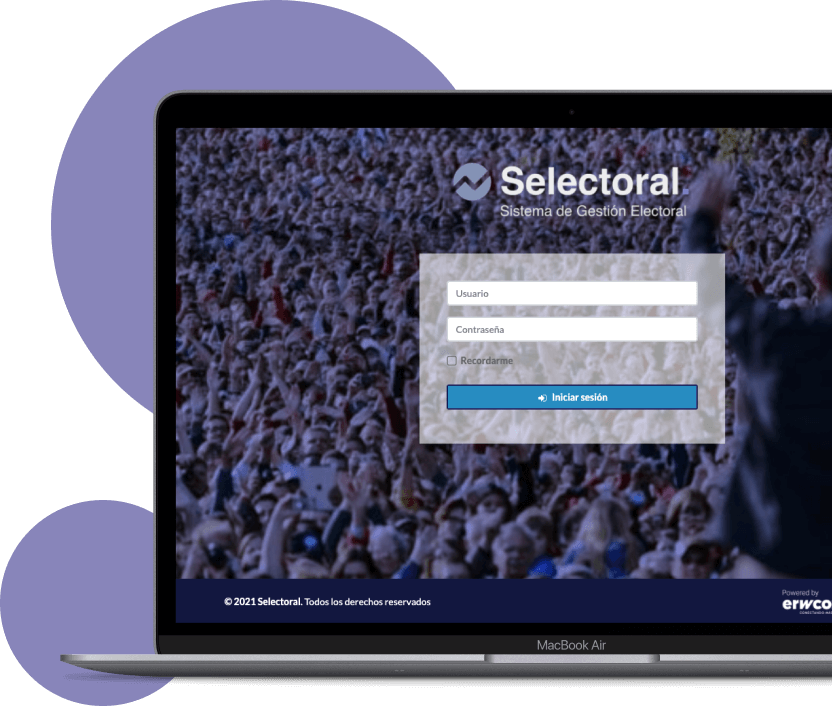 Selectoral.
Sistema de Gestión Electoral
Usuario
Contraseña
Recordarme
Iniciar sesión
© 2021 Selectoral. Todos los derechos reservados
Powered by
erwco
MacBook Air